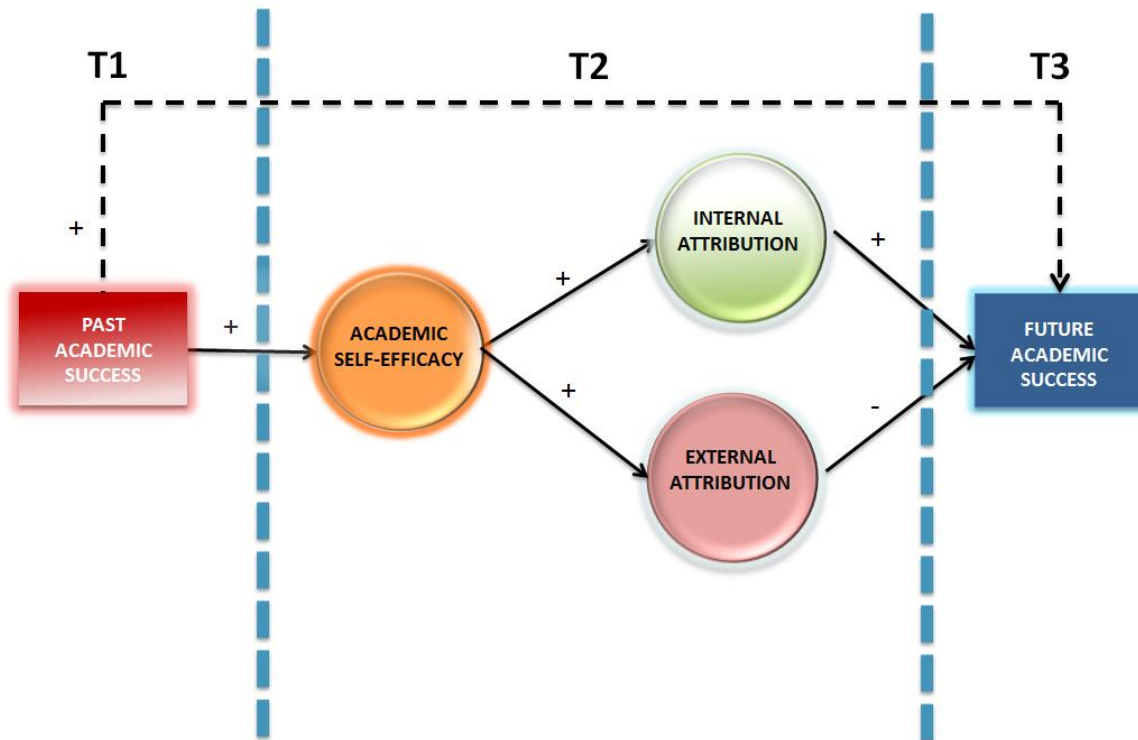 T1
T2
T3
+
PAST
ACADEMIC
SUCCESS
+
ACADEMIC
SELF-EFFICACY
+
+
INTERNAL
ATTRIBUTION
EXTERNAL
ATTRIBUTION
+
-
FUTURE
ACADEMIC
SUCCESS